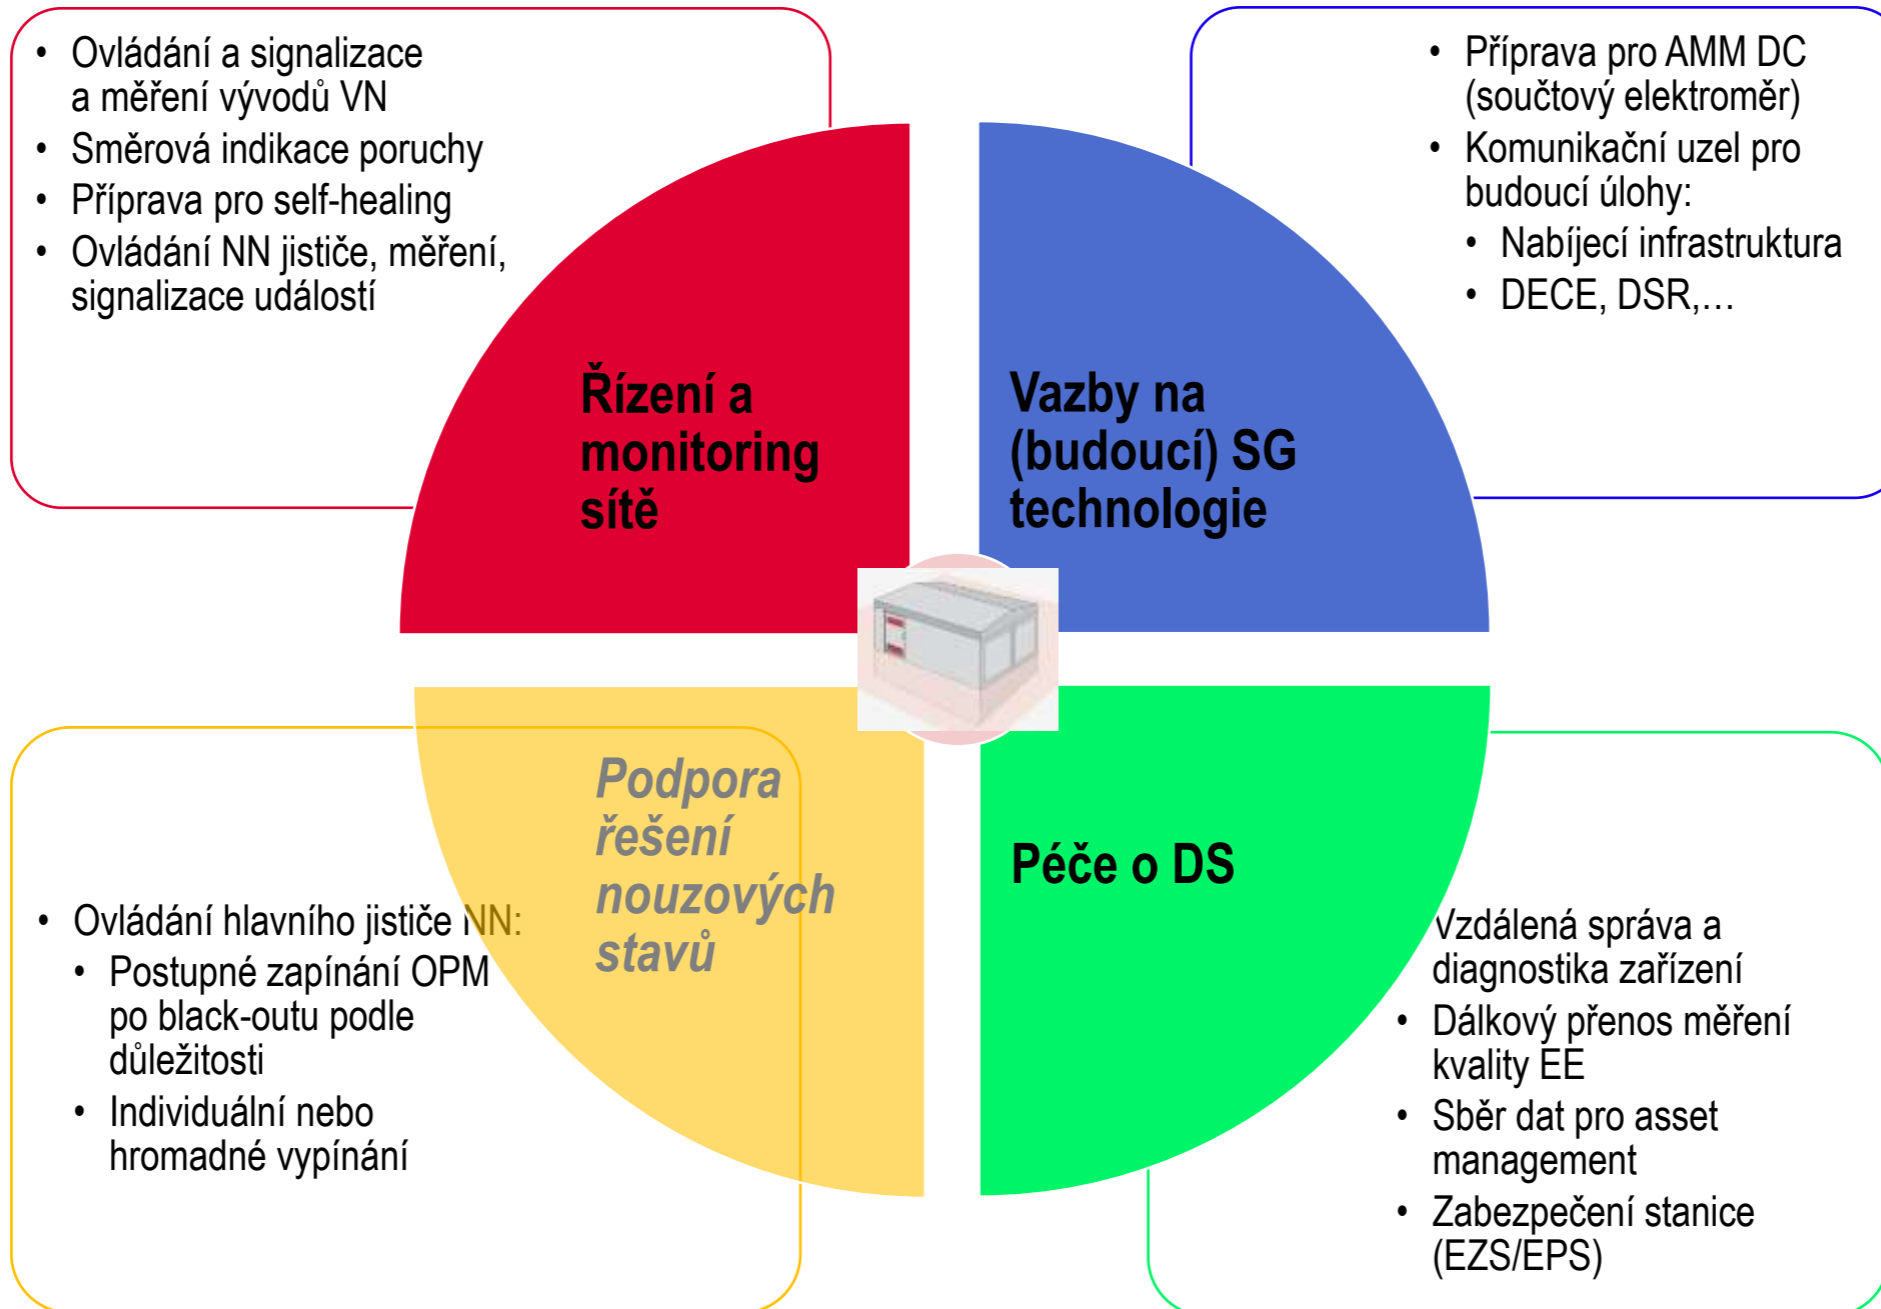 • Ovládání a signalizace
a měření vývodů VN
• Směrová indikace poruchy
• Příprava pro self-healing
• Ovládání NN jističe, měření,
signalizace událostí
• Příprava pro AMM DC
(součtový elektroměr)
• Komunikační uzel pro
budoucí úlohy:
• Nabíjecí infrastruktura
• DECE, DSR,…
Řízení a
monitoring
sítě
Vazby na
(budoucí) SG
technologie
Podpora
řešení
nouzových
stavů
Péče o DS
• Ovládání hlavního jističe NN:
• Postupné zapínání OPM
po black-outu podle
důležitosti
• Individuální nebo
hromadné vypínání
Vzdálená správa a
diagnostika zařízení
• Dálkový přenos měření
kvality EE
• Sběr dat pro asset
management
• Zabezpečení stanice
(EZS/EPS)